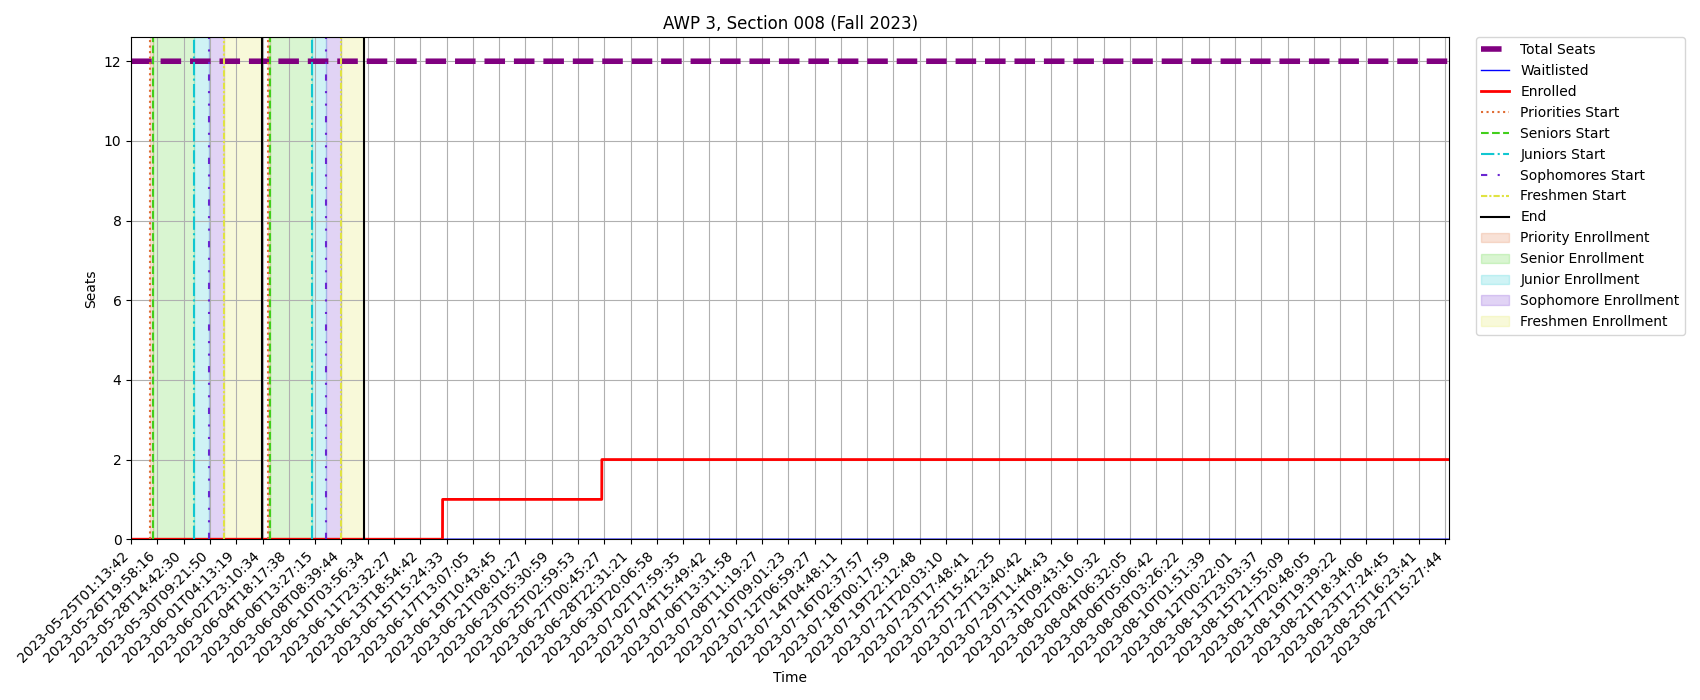 AWP 3, Section 008 (Fall 2023)
12
10
8
6
4
2
0
Seats
2023-05-25T01:13:42
2023-05-26T19:58:16
2023-05-28T14:42:30
2023-05-30T09:21:50
2023-06-01T04:13:19
2023-06-02T23:10:34
2023-06-04T18:17:38
2023-06-06T13:27:15
2023-06-08T08:39:44
2023-06-10T03:56:34
2023-06-11T23:32:27
2023-06-13T18:54:42
2023-06-15T15:24:33
2023-06-17T13:07:05
2023-06-19T10:43:45
2023-06-21T08:01:27
2023-06-23T05:30:59
2023-06-25T02:59:53
2023-06-27T00:45:27
2023-06-28T22:31:21
2023-06-30T20:06:58
2023-07-02T17:59:35
2023-07-04T15:49:42
2023-07-06T13:31:58
2023-07-08T11:19:27
2023-07-10T09:01:23
2023-07-12T06:59:27
2023-07-14T04:48:11
2023-07-16T02:37:57
2023-07-18T00:17:59
2023-07-19T22:12:48
2023-07-21T20:03:10
2023-07-23T17:48:41
2023-07-25T15:42:25
2023-07-27T13:40:42
2023-07-29T11:44:43
2023-07-31T09:43:16
2023-08-02T08:10:32
2023-08-04T06:32:05
2023-08-06T05:06:42
2023-08-08T03:26:22
2023-08-10T01:51:39
2023-08-12T00:22:01
2023-08-13T23:03:37
2023-08-15T21:55:09
2023-08-17T20:48:05
2023-08-19T19:39:22
2023-08-21T18:34:06
2023-08-23T17:24:45
2023-08-25T16:23:41
2023-08-27T15:27:44
Time
Total Seats
Waitlisted
Enrolled
Priorities Start
Seniors Start
Juniors Start
Sophomores Start
Freshmen Start
End
Priority Enrollment
Senior Enrollment
Junior Enrollment
Sophomore Enrollment
Freshmen Enrollment